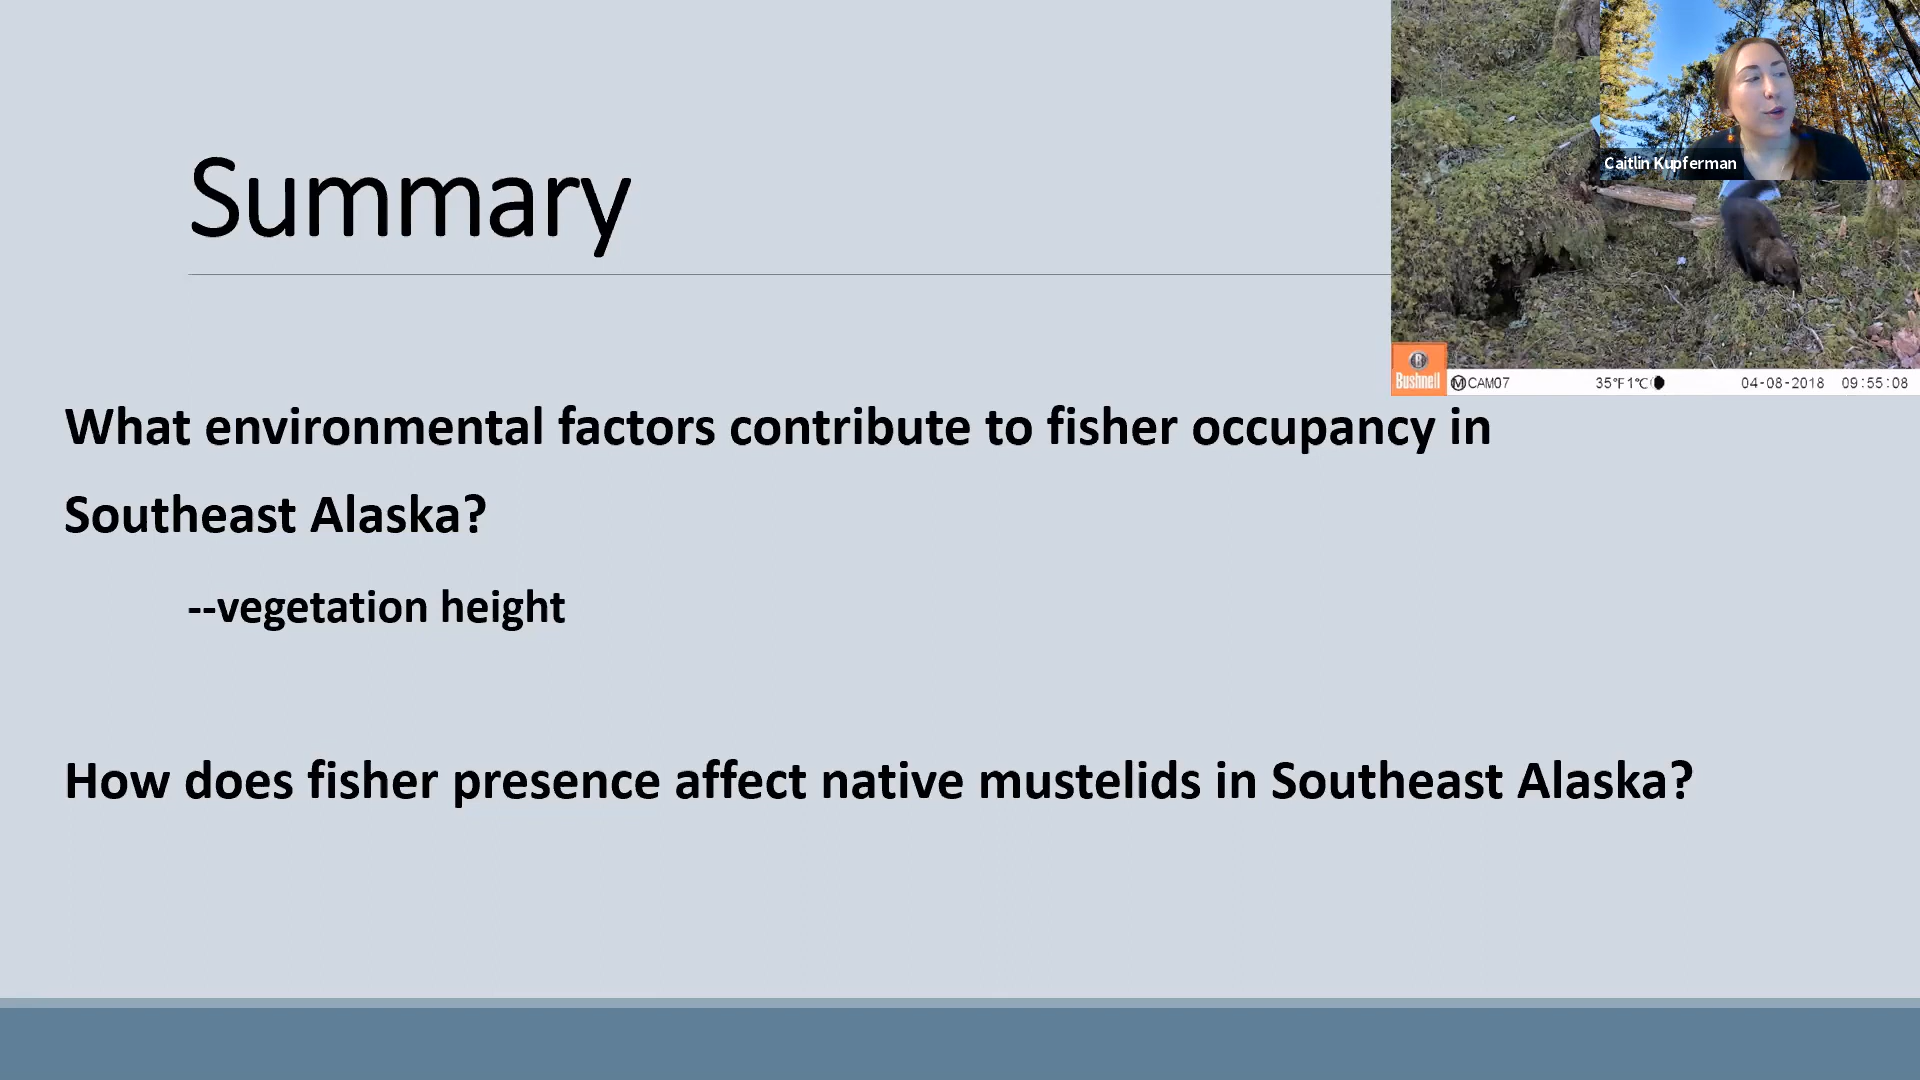 Summary
Caitlin Kupferman
Bushnell
M CAM07 35°F1°C 04-08-2018 09:55:08
What environmental factors contribute to fisher occupancy in
Southeast Alaska?
--vegetation height
How does fisher presence affect native mustelids in Southeast Alaska?